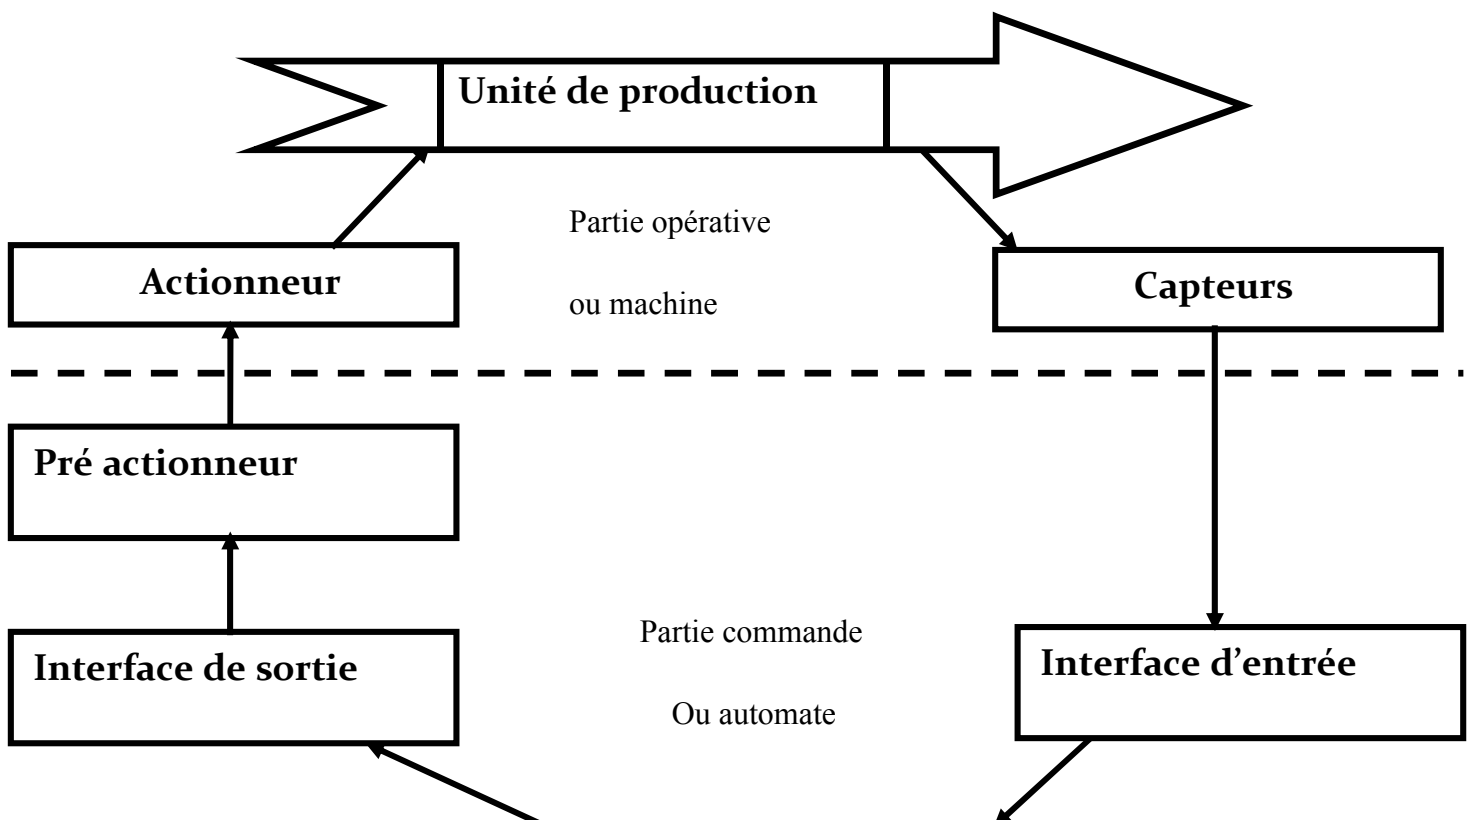 Unité de production
Partie opérative
Actionneur
Capteurs
ou machine
Pré actionneur
Partie commande
Interface de sortie
Interface d’entrée
Ou automate